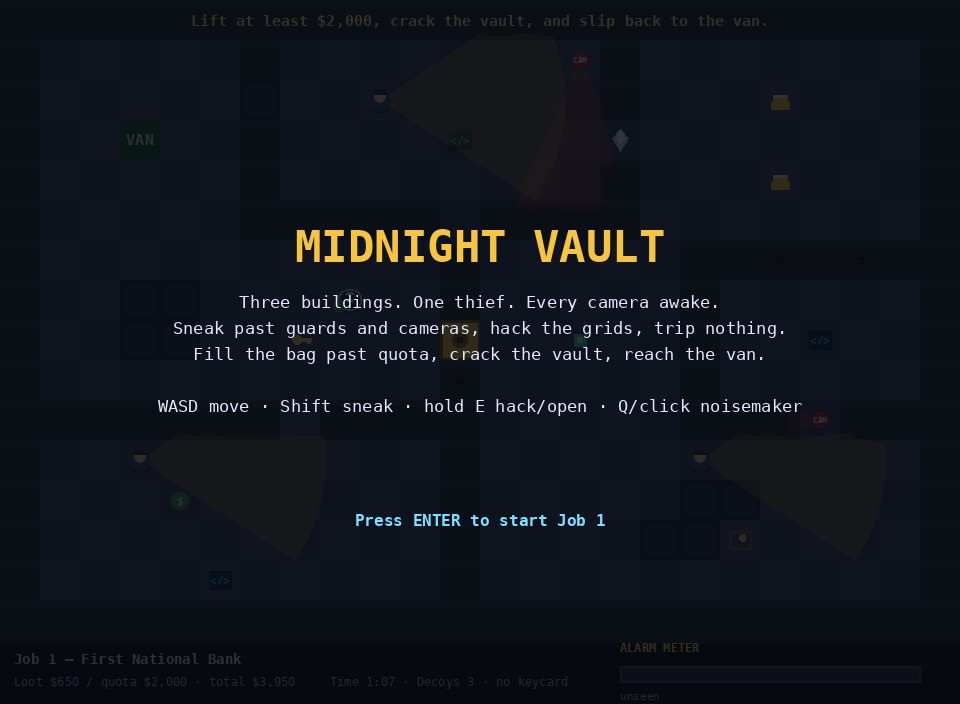 Lift at least $2,000, crack the vault, and slip back to the van.
CAM
VAN
</>
MIDNIGHT VAULT
Three buildings. One thief. Every camera awake.
Sneak past guards and cameras, hack the grids, trip nothing.
Fill the bag past quota, crack the vault, reach the van.
</>
WASD move · Shift sneak · hold E hack/open · Q/click noisemaker
CAM
$
Press ENTER to start Job 1
</>
ALARM METER
Job 1 — First National Bank
Loot $650 / quota $2,000 · total $3,950 Time 1:07 · Decoys 3 · no keycard
unseen